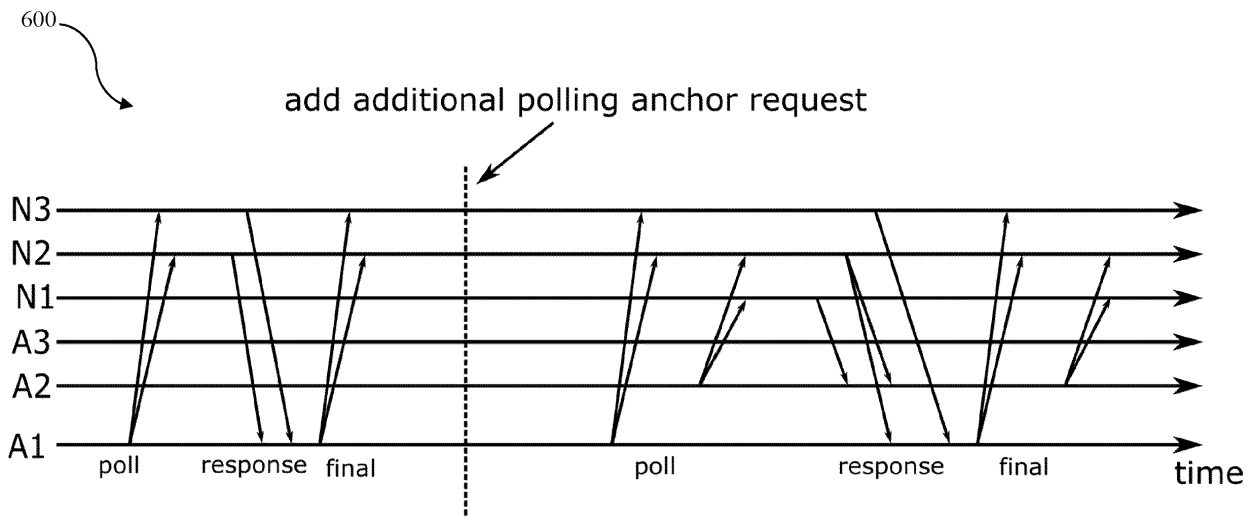 600
add additional polling anchor request
N3
N2
N1
A3
A2
A1
poll response final poll response final
time